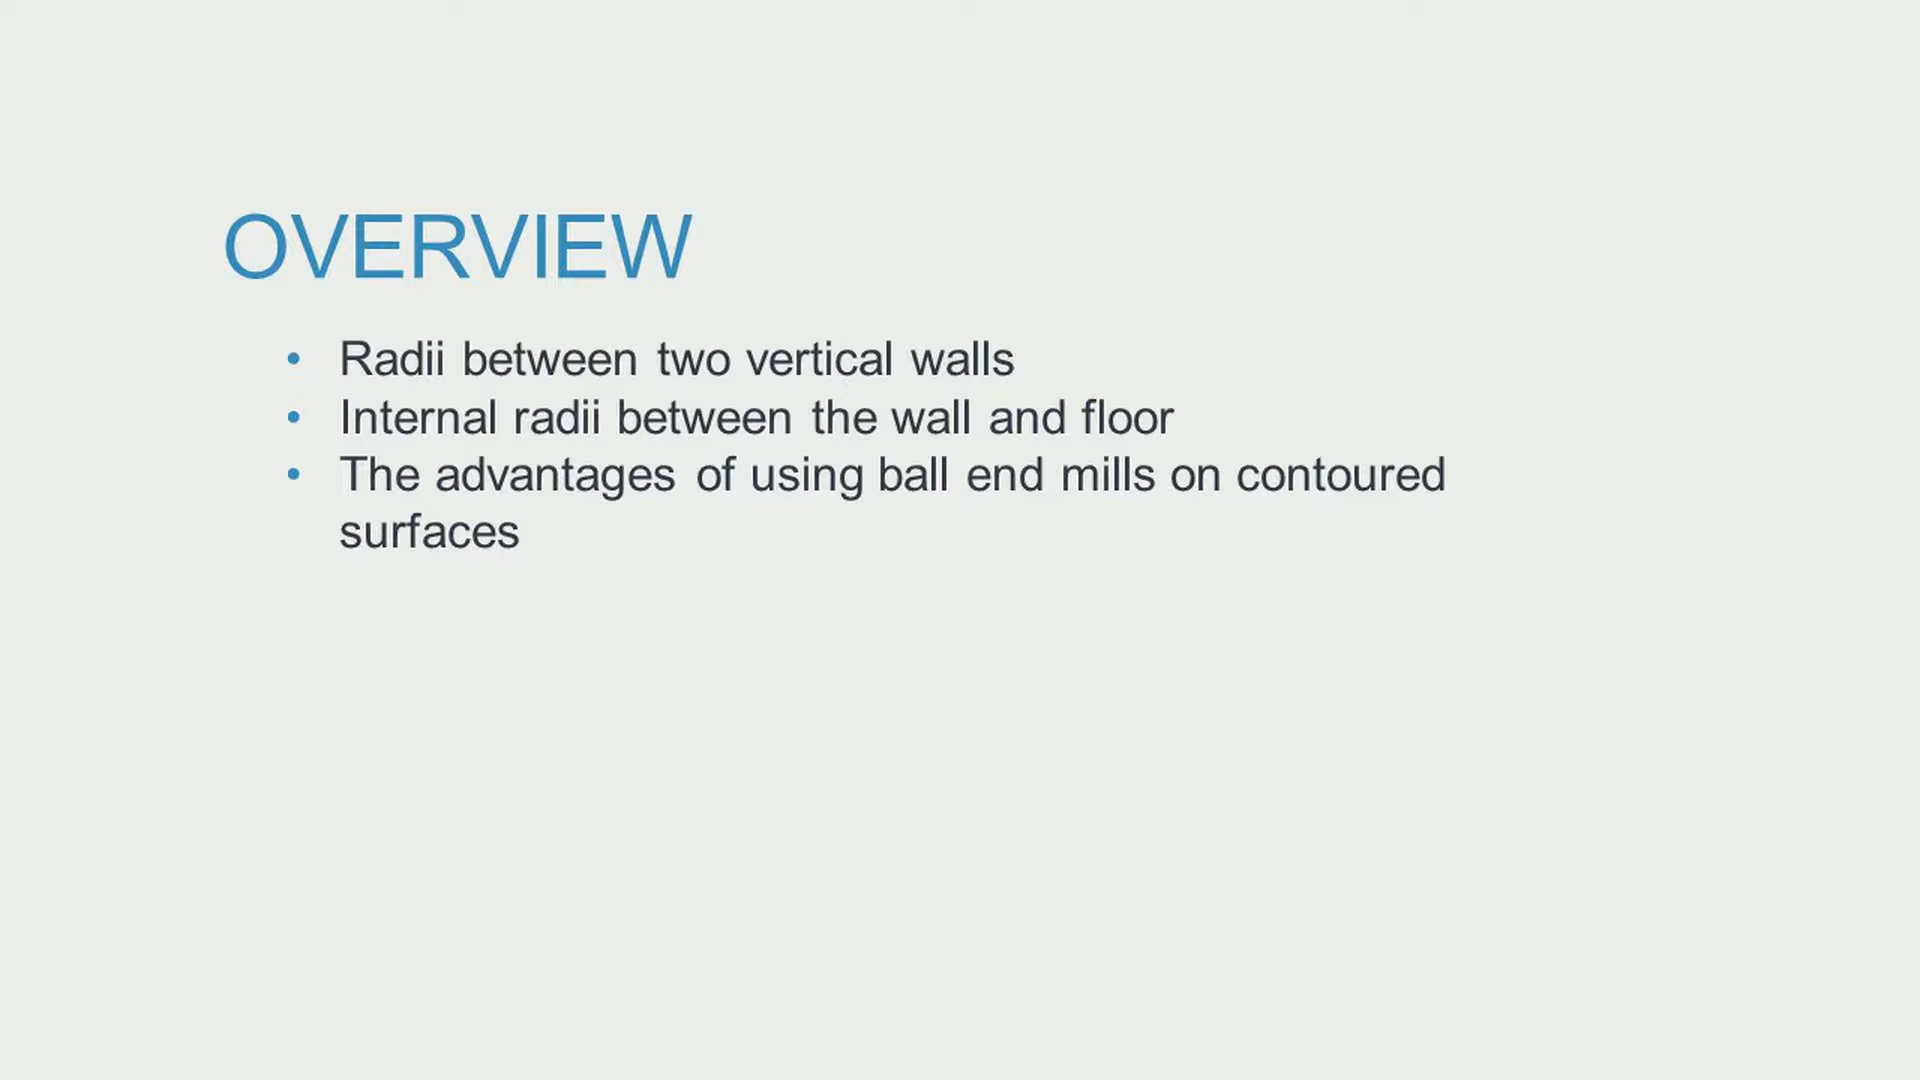 OVERVIEW
• Radii between two vertical walls
• Internal radii between the wall and floor
• The advantages of using ball end mills on contoured
surfaces